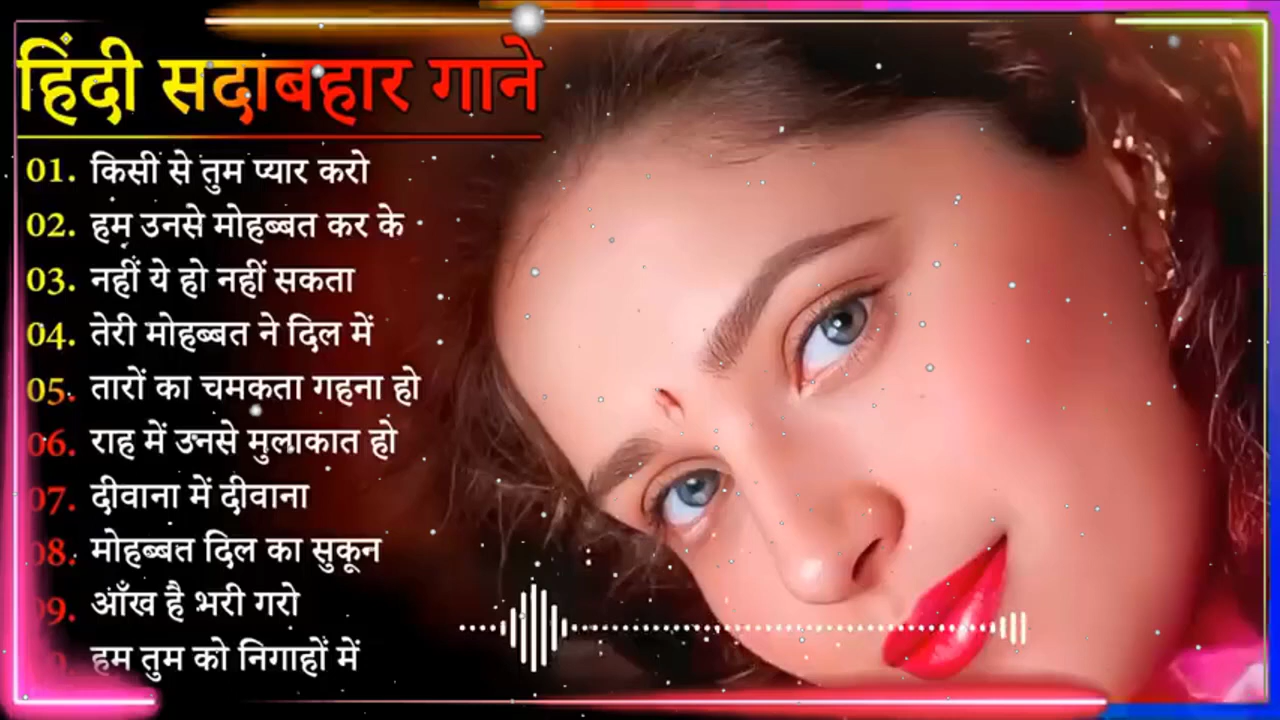 हिंदी सदाबहार गाने
01. किसी से तुम प्यार करो
02. हम उनसे मोहब्बत कर के
03. नहीं ये हो नहीं सकता
04. तेरी मोहब्बत ने दिल में
05. तारों का चमकता गहना हो
06. राह में उनसे मुलाकात हो
07. दीवाना में दीवाना
08. मोहब्बत दिल का सुकून
09. आँख है भरी गरो
हम तुम को निगाहों में